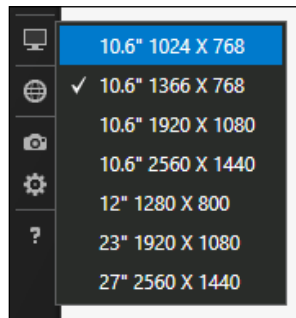 10.6" 1024 X 768
✓ 10.6" 1366 X 768
10.6" 1920 X 1080
10.6" 2560 X 1440
12" 1280 X 800
23" 1920 X 1080
27" 2560 X 1440
?